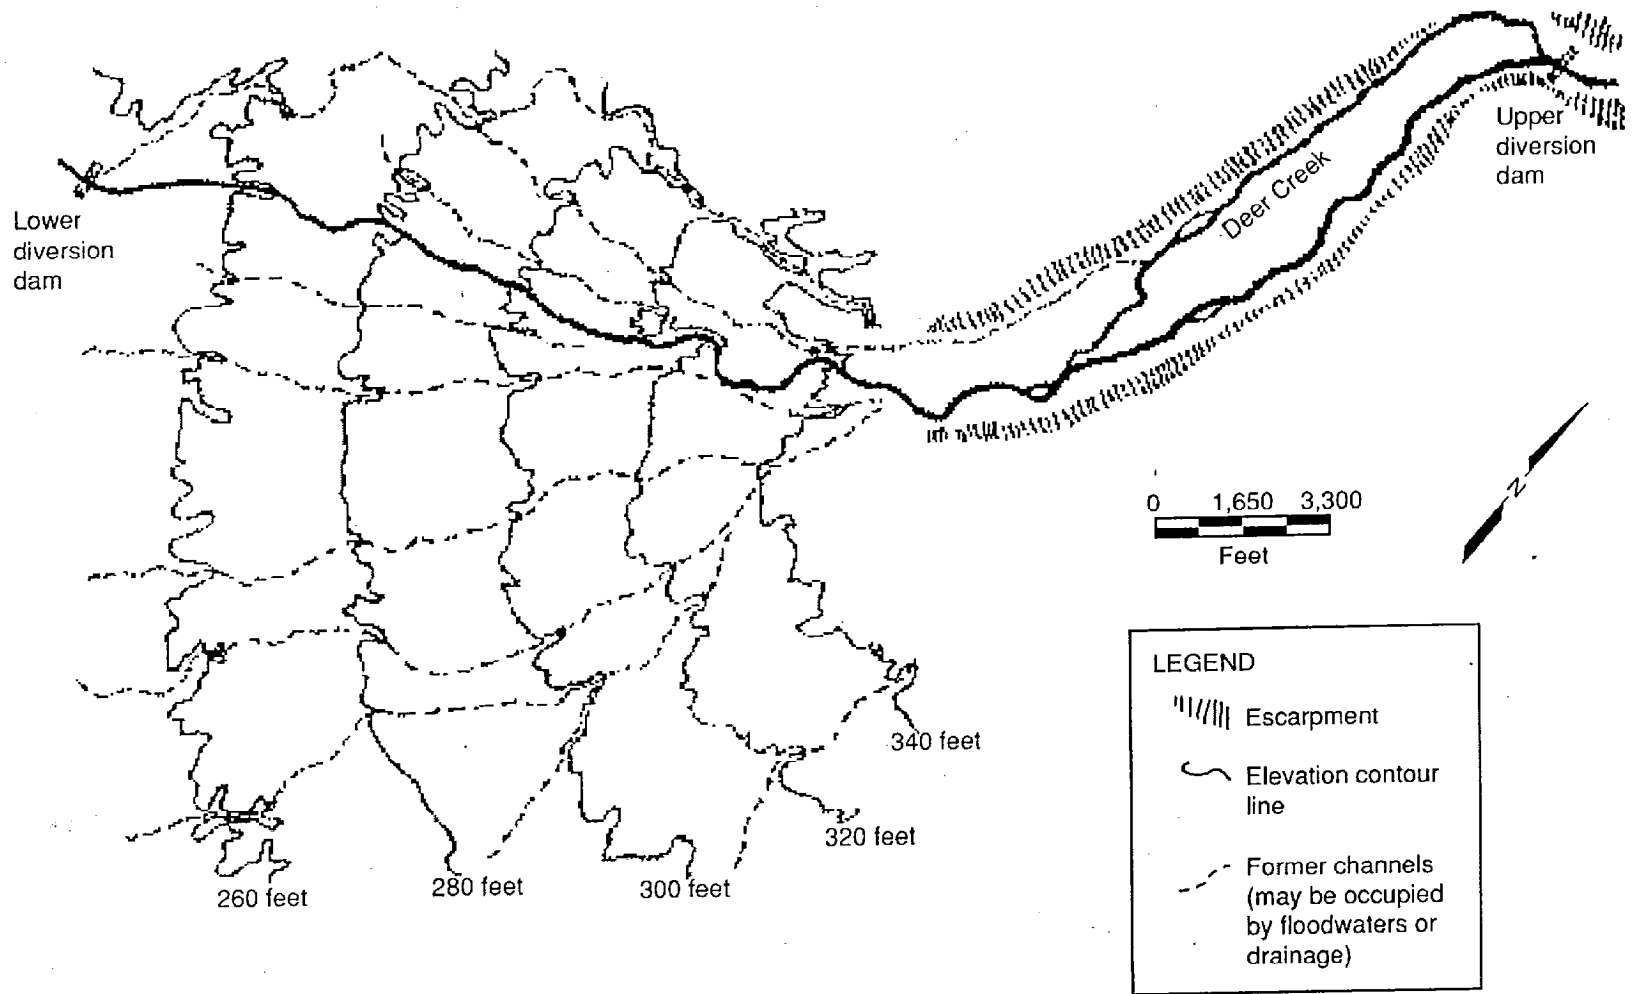 Upper
diversion
dam
Deer Creek
Lower
diversion
dam
0 1,650 3,300
Feet
N
LEGEND
Escarpment
Elevation contour
line
Former channels
(may be occupied
by floodwaters or
drainage)
340 feet
320 feet
300 feet
280 feet
260 feet